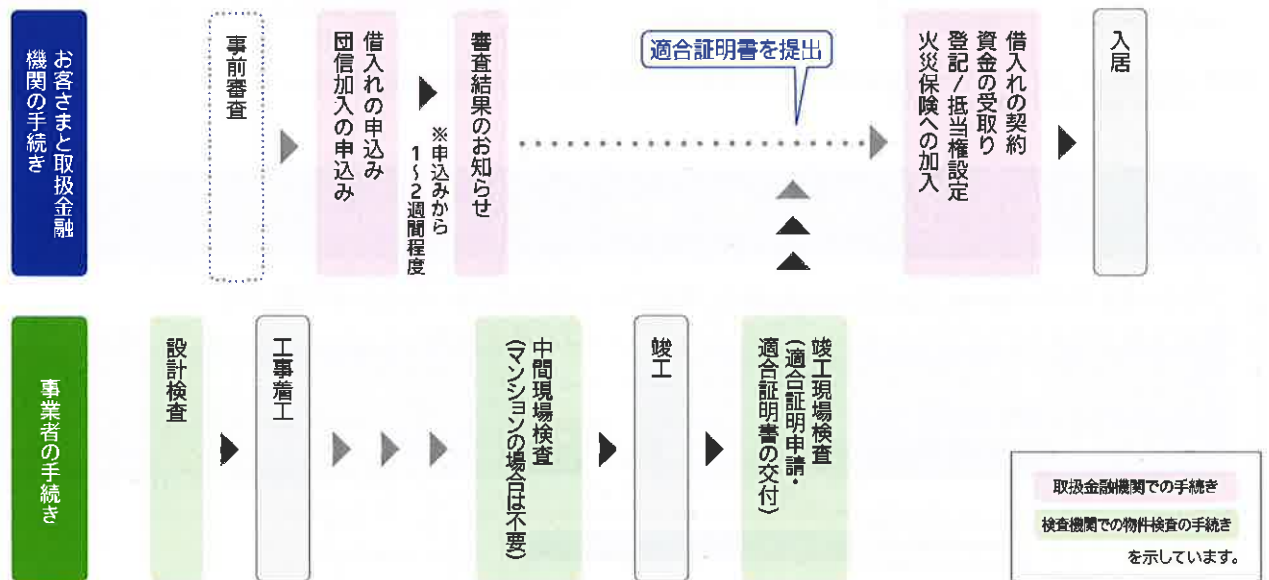 お客さまと取扱金融
機関の手続き
事前審査
借入れの申込み
団信加入の申込み
※申込みから
1〜2週間程度
審査結果のお知らせ
適合証明書を提出
借入れの契約
資金の受取り
登記/抵当権設定
火災保険への加入
入居
事業者の手続き
設計検査
工事着工
中間現場検査
(マンションの場合は不要)
竣工
竣工現場検査
(適合証明申請・
適合証明書の交付)
取扱金融機関での手続き
検査機関での物件検査の手続き
を示しています。